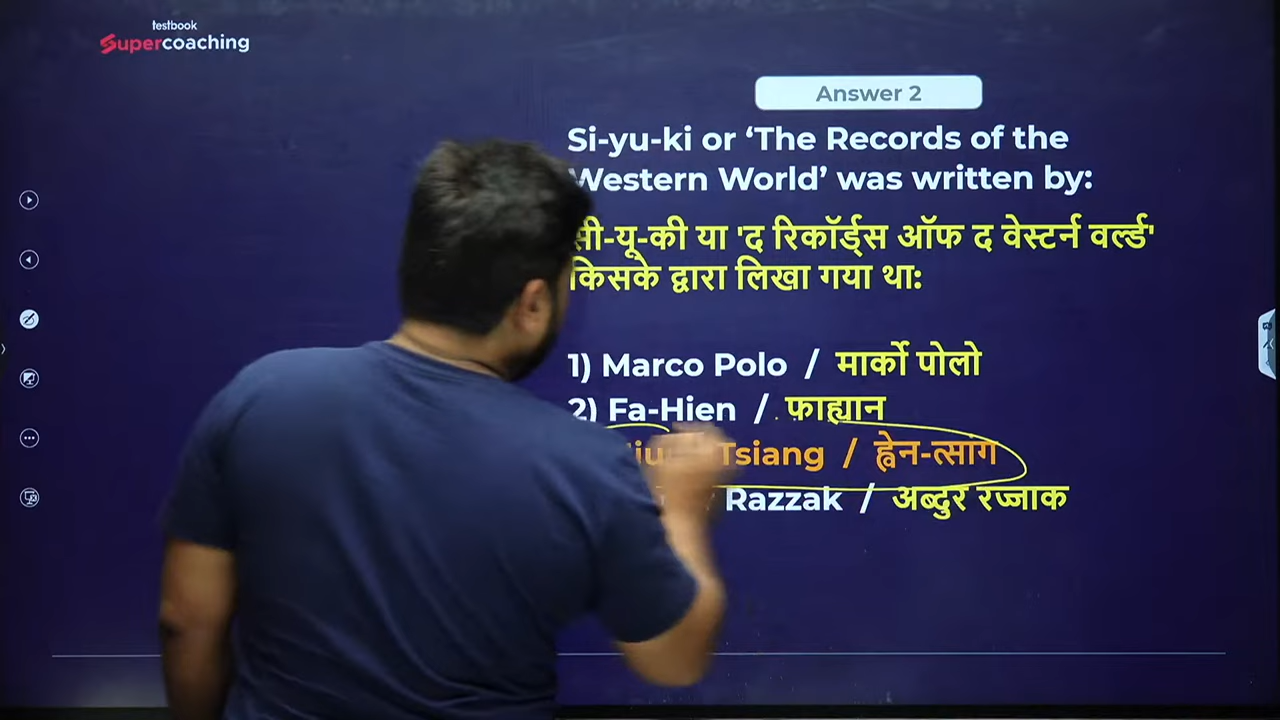 testbook
Supercoaching
Answer 2
Si-yu-ki or ‘The Records of the
Western World’ was written by:
सी-यू-की या 'द रिकॉर्ड्स ऑफ द वेस्टर्न वर्ल्ड'
किसके द्वारा लिखा गया था:
1) Marco Polo / मार्को पोलो
2) Fa-Hien / फाह्यान
Tsiang / ह्वेन-त्साग
Razzak / अब्दुर रज्जाक